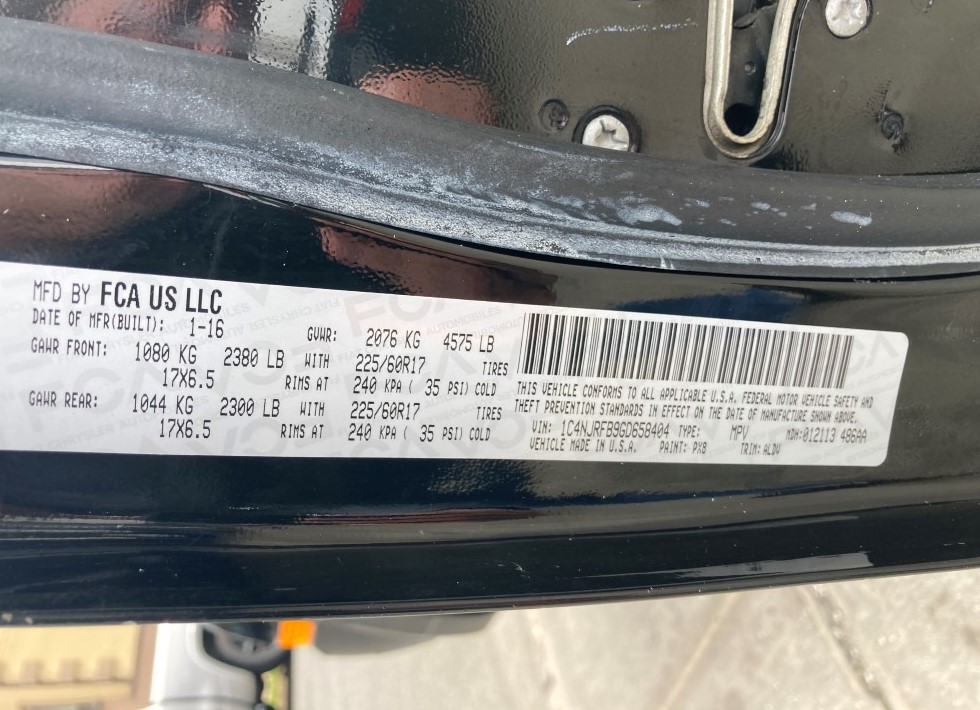 MFD BY FCA US LLC
DATE OF MFR(BUILT): 1-16 GVWR: 2076 KG 4575 LB
GAWR FRONT: 1080 KG 2380 LB WITH 225/60R17 TIRES
17X6.5 RIMS AT 240 KPA ( 35 PSI) COLD
GAWR REAR: 1044 KG 2300 LB WITH 225/60R17 TIRES
17X6.5 RIMS AT 240 KPA ( 35 PSI) COLD
THIS VEHICLE CONFORMS TO ALL APPLICABLE U.S.A. FEDERAL MOTOR VEHICLE SAFETY AND
THEFT PREVENTION STANDARDS IN EFFECT ON THE DATE OF MANUFACTURE SHOWN ABOVE.
VIN: 1C4NJRFB9GD658404 TYPE: MPV MDH:012113 486AA
VEHICLE MADE IN U.S.A. PAINT: PX8 TRIM: ALDV